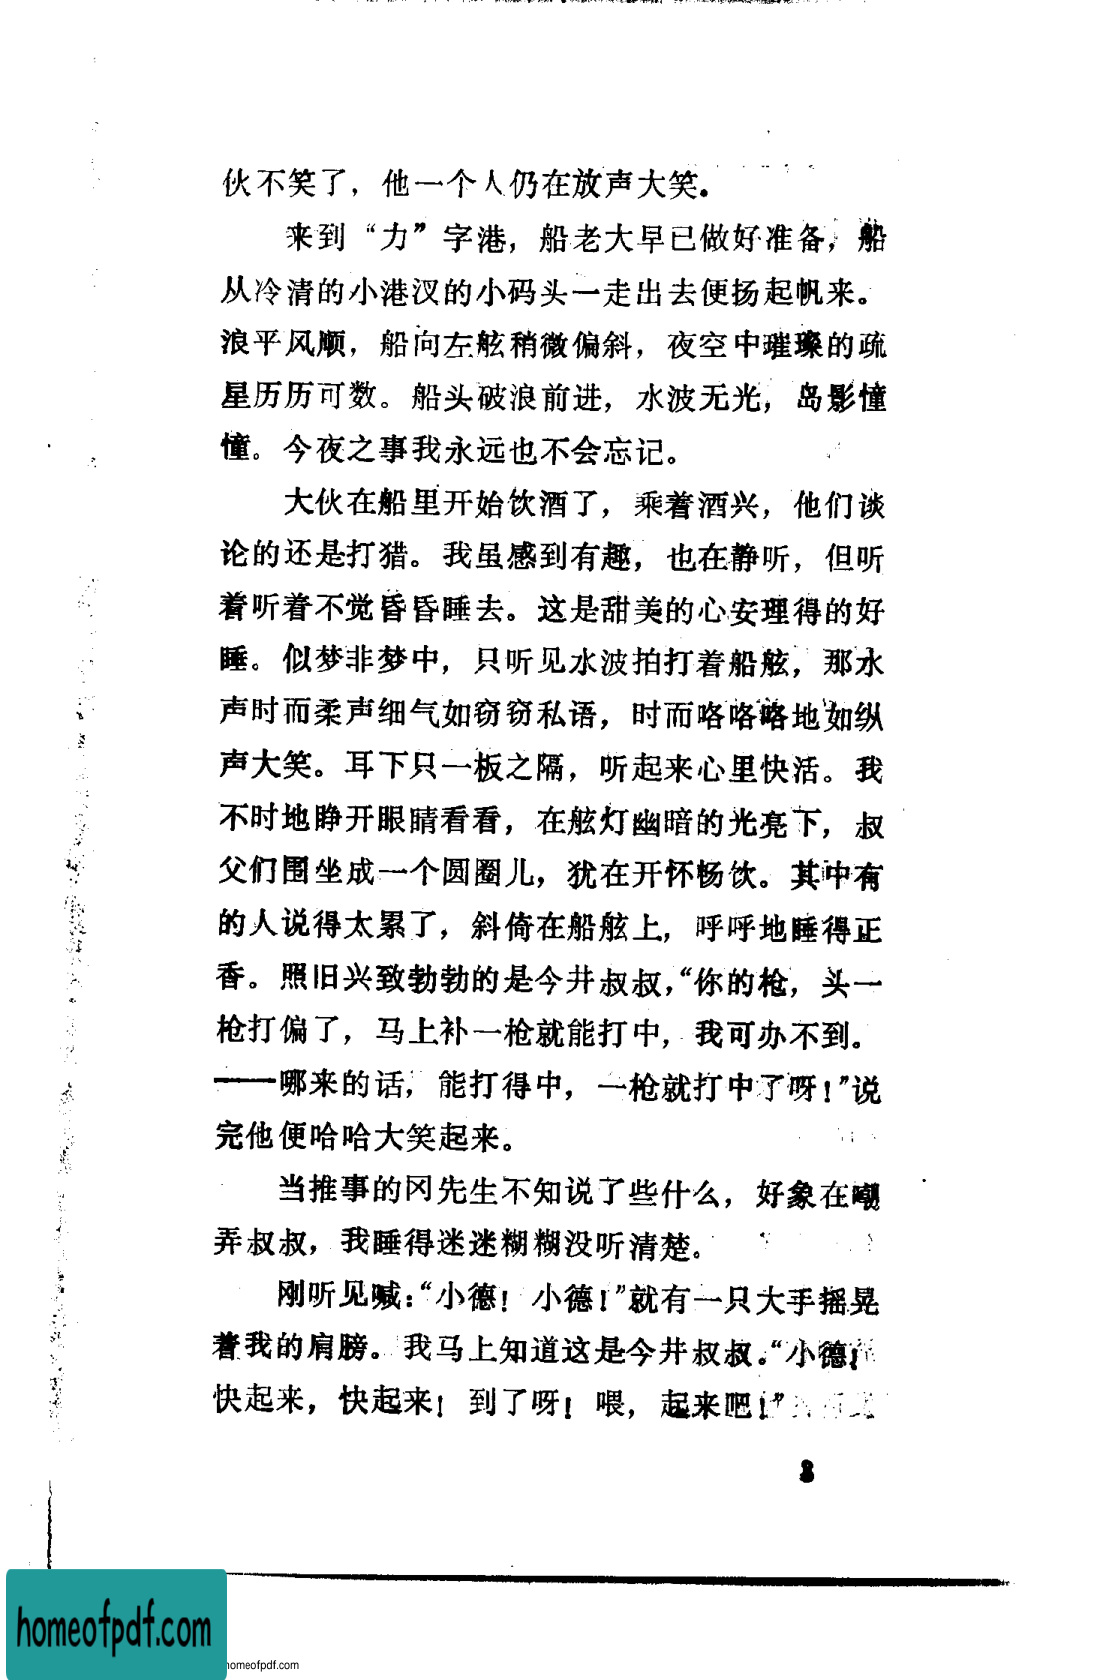 伙不笑了，他一个人仍在放声大笑。
来到“力”字港，船老大早已做好准备，船
从冷清的小港汊的小码头一走出去便扬起帆来。
浪平风顺，船向左舷稍微偏斜，夜空中璀璨的疏
星历历可数。船头破浪前进，水波无光，岛影憧
憧。今夜之事我永远也不会忘记。
大伙在船里开始饮酒了，乘着酒兴，他们谈
论的还是打猎。我虽感到有趣，也在静听，但听
着听着不觉昏昏睡去。这是甜美的心安理得的好
睡。似梦非梦中，只听见水波拍打着船舷，那水
声时而柔声细气如窃窃私语，时而咯咯咯地如纵
声大笑。耳下只一板之隔，听起来心里快活。我
不时地睁开眼睛看看，在舷灯幽暗的光亮下，叔
父们围坐成一个圆圈儿，犹在开怀畅饮。其中有
的人说得太累了，斜倚在船舷上，呼呼地睡得正
香。照旧兴致勃勃的是今井叔叔，“你的枪，头一
枪打偏了，马上补一枪就能打中，我可办不到。
——哪来的话，能打得中，一枪就打中了呀！”说
完他便哈哈大笑起来。
当推事的冈先生不知说了些什么，好象在嘲
弄叔叔，我睡得迷迷糊糊没听清楚。
刚听见喊：“小德！小德！”就有一只大手摇晃
着我的肩膀。我马上知道这是今井叔叔。“小德！
快起来，快起来！到了呀！喂，起来吧！”
homeofpdf.com
homeofpdf.com